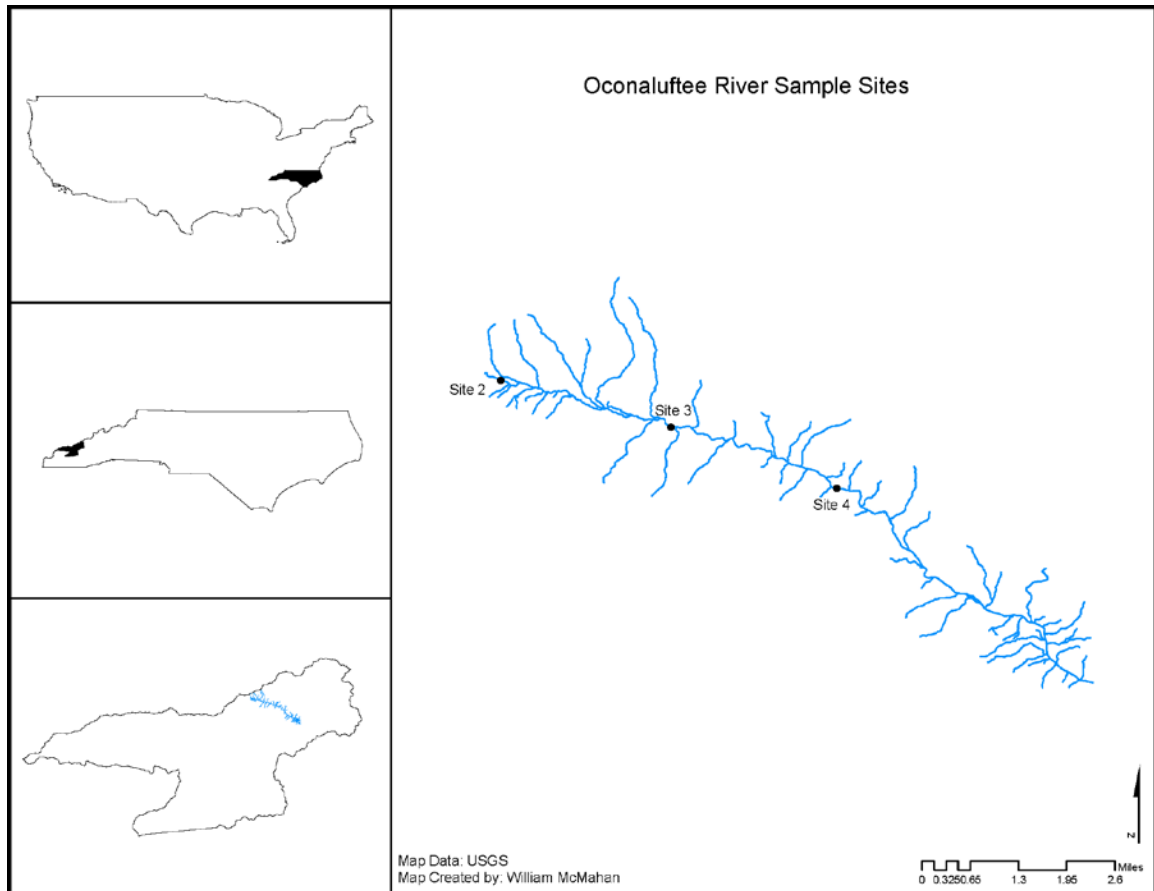 Oconaluftee River Sample Sites
Site 2
Site 3
Site 4
N
Map Data: USGS
Map Created by: William McMahan
Miles
0 0.325 0.65 1.3 1.95 2.6